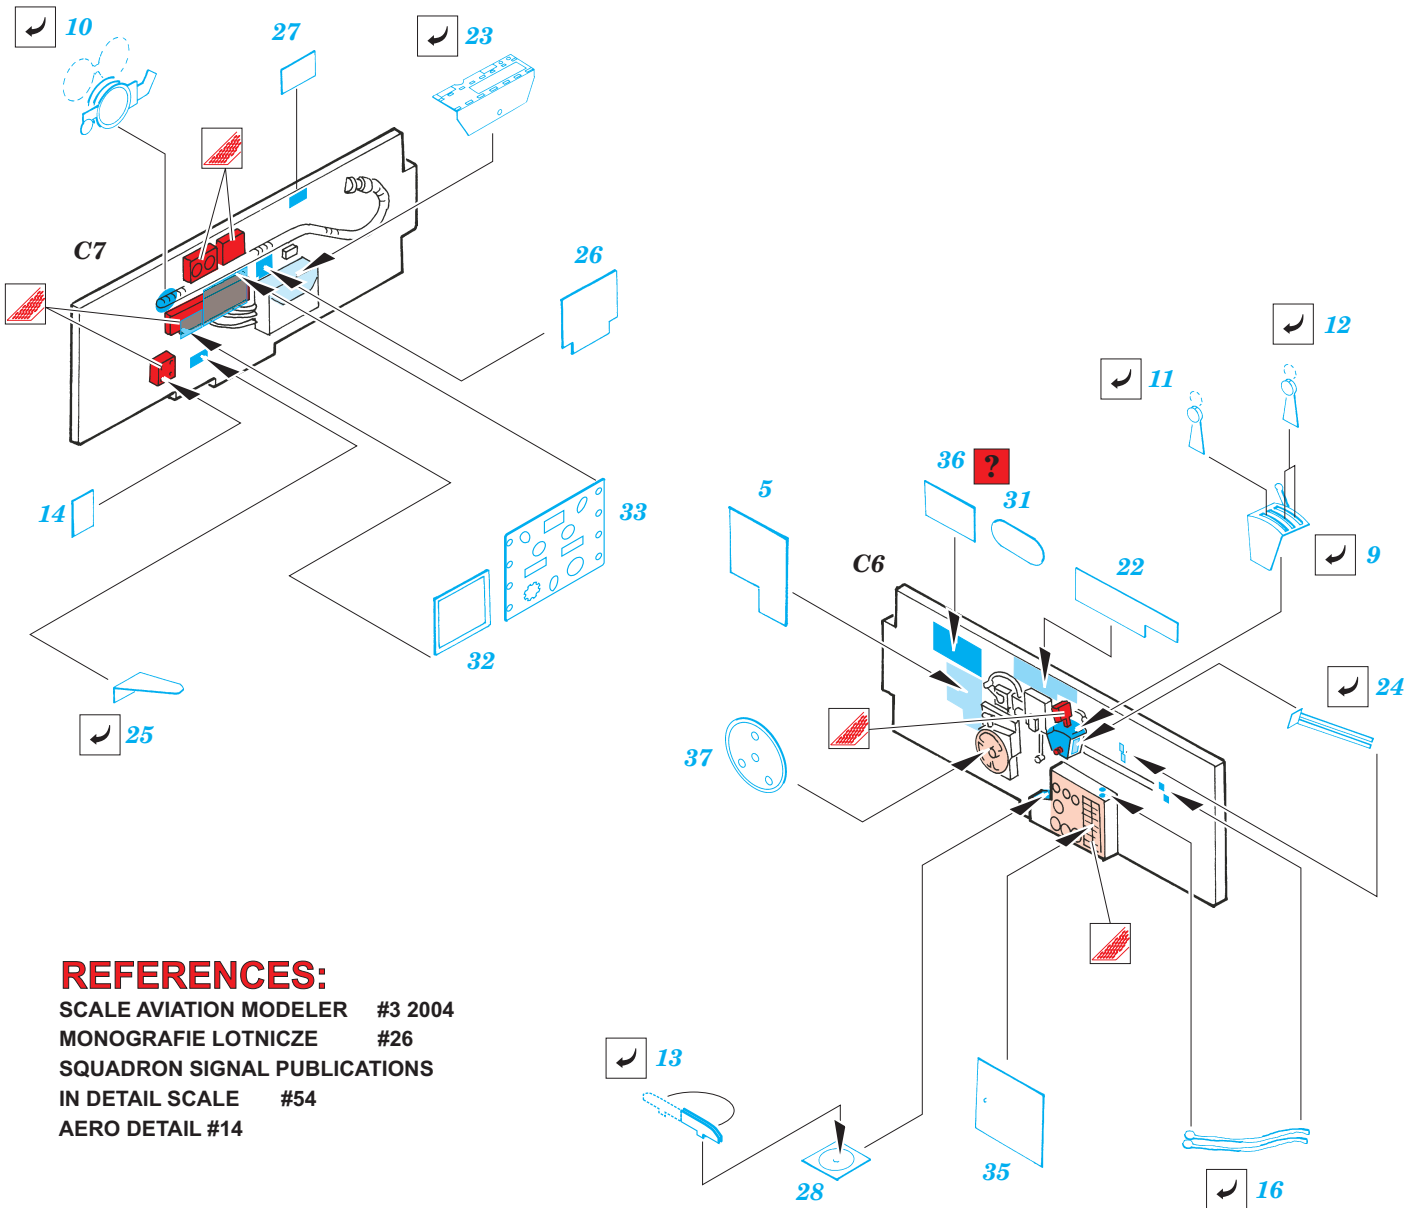 10
27
23
C7
26
12
11
36 ?
5
31
14
33
C6
9
22
32
24
25
37
REFERENCES:
SCALE AVIATION MODELER #3 2004
MONOGRAFIE LOTNICZE #26
SQUADRON SIGNAL PUBLICATIONS
IN DETAIL SCALE #54
AERO DETAIL #14
13
35
28
16